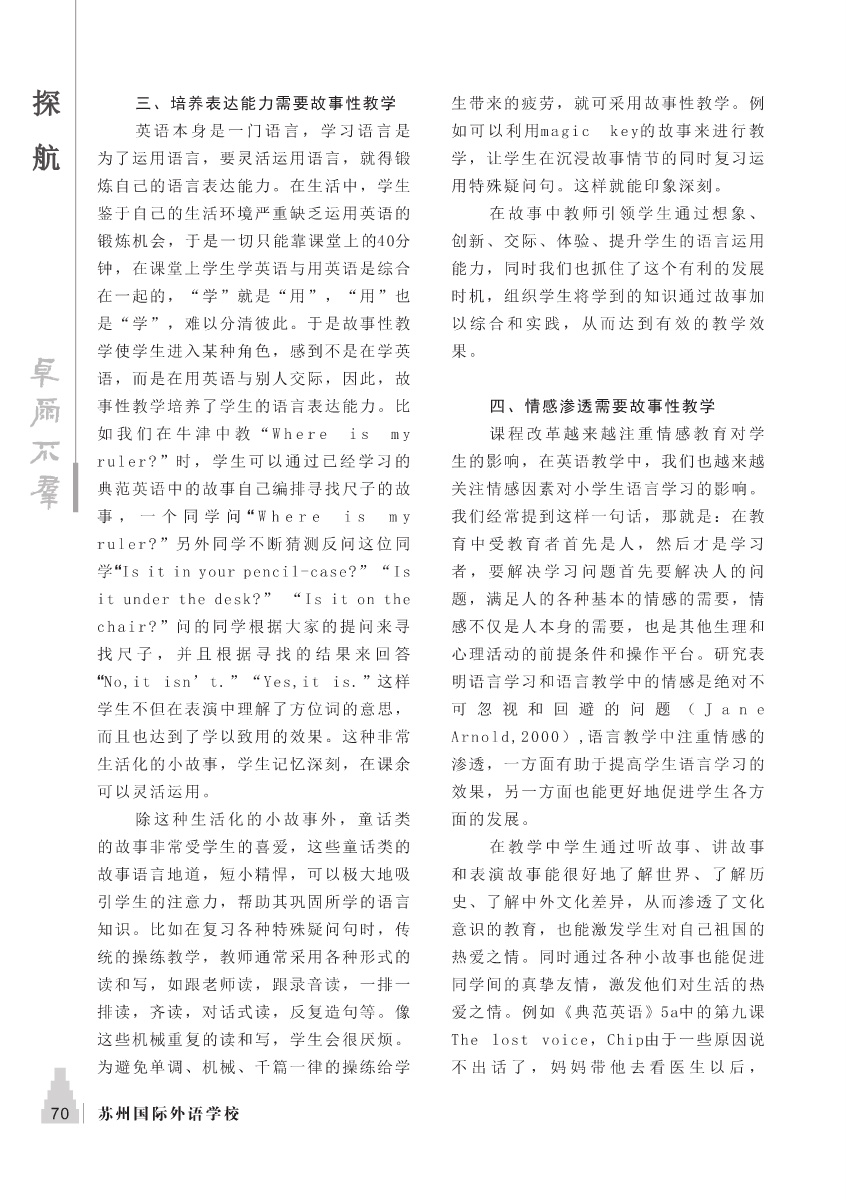 探
航
卓
尔
不
群
三、培养表达能力需要故事性教学
英语本身是一门语言，学习语言是
为了运用语言，要灵活运用语言，就得锻
炼自己的语言表达能力。在生活中，学生
鉴于自己的生活环境严重缺乏运用英语的
锻炼机会，于是一切只能靠课堂上的40分
钟，在课堂上学生学英语与用英语是综合
在一起的，“学”就是“用”，“用”也
是“学”，难以分清彼此。于是故事性教
学使学生进入某种角色，感到不是在学英
语，而是在用英语与别人交际，因此，故
事性教学培养了学生的语言表达能力。比
如我们在牛津中教“Where is my
ruler?”时，学生可以通过已经学习的
典范英语中的故事自己编排寻找尺子的故
事，一个同学问“Where is my
ruler?”另外同学不断猜测反问这位同
学“Is it in your pencil-case?”“Is
it under the desk?” “Is it on the
chair?”问的同学根据大家的提问来寻
找尺子，并且根据寻找的结果来回答
“No,it isn’t.”“Yes,it is.”这样
学生不但在表演中理解了方位词的意思，
而且也达到了学以致用的效果。这种非常
生活化的小故事，学生记忆深刻，在课余
可以灵活运用。
除这种生活化的小故事外，童话类
的故事非常受学生的喜爱，这些童话类的
故事语言地道，短小精悍，可以极大地吸
引学生的注意力，帮助其巩固所学的语言
知识。比如在复习各种特殊疑问句时，传
统的操练教学，教师通常采用各种形式的
读和写，如跟老师读，跟录音读，一排一
排读，齐读，对话式读，反复造句等。像
这些机械重复的读和写，学生会很厌烦。
为避免单调、机械、千篇一律的操练给学
生带来的疲劳，就可采用故事性教学。例
如可以利用magic key的故事来进行教
学，让学生在沉浸故事情节的同时复习运
用特殊疑问句。这样就能印象深刻。
在故事中教师引领学生通过想象、
创新、交际、体验、提升学生的语言运用
能力，同时我们也抓住了这个有利的发展
时机，组织学生将学到的知识通过故事加
以综合和实践，从而达到有效的教学效
果。
四、情感渗透需要故事性教学
课程改革越来越注重情感教育对学
生的影响，在英语教学中，我们也越来越
关注情感因素对小学生语言学习的影响。
我们经常提到这样一句话，那就是：在教
育中受教育者首先是人，然后才是学习
者，要解决学习问题首先要解决人的问
题，满足人的各种基本的情感的需要，情
感不仅是人本身的需要，也是其他生理和
心理活动的前提条件和操作平台。研究表
明语言学习和语言教学中的情感是绝对不
可忽视和回避的问题（Jane
Arnold,2000）,语言教学中注重情感的
渗透，一方面有助于提高学生语言学习的
效果，另一方面也能更好地促进学生各方
面的发展。
在教学中学生通过听故事、讲故事
和表演故事能很好地了解世界、了解历
史、了解中外文化差异，从而渗透了文化
意识的教育，也能激发学生对自己祖国的
热爱之情。同时通过各种小故事也能促进
同学间的真挚友情，激发他们对生活的热
爱之情。例如《典范英语》5a中的第九课
The lost voice，Chip由于一些原因说
不出话了，妈妈带他去看医生以后，
70 苏州国际外语学校